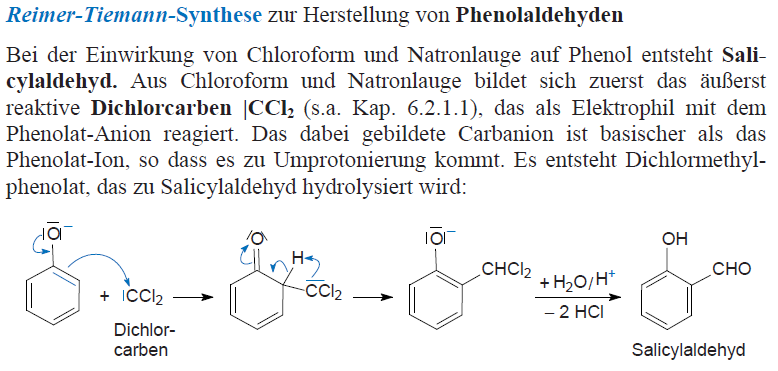 Reimer-Tiemann-Synthese zur Herstellung von Phenolaldehyden
Bei der Einwirkung von Chloroform und Natronlauge auf Phenol entsteht Sali-
cylaldehyd. Aus Chloroform und Natronlauge bildet sich zuerst das äußerst
reaktive Dichlorcarben |CCl₂ (s.a. Kap. 6.2.1.1), das als Elektrophil mit dem
Phenolat-Anion reagiert. Das dabei gebildete Carbanion ist basischer als das
Phenolat-Ion, so dass es zu Umprotonierung kommt. Es entsteht Dichlormethyl-
phenolat, das zu Salicylaldehyd hydrolysiert wird:
|O̅|⁻
+ |CCl₂
Dichlor-
carben
O
H
CCl₂
|O̅|⁻
CHCl₂
+ H₂O/H⁺
– 2 HCl
OH
CHO
Salicylaldehyd